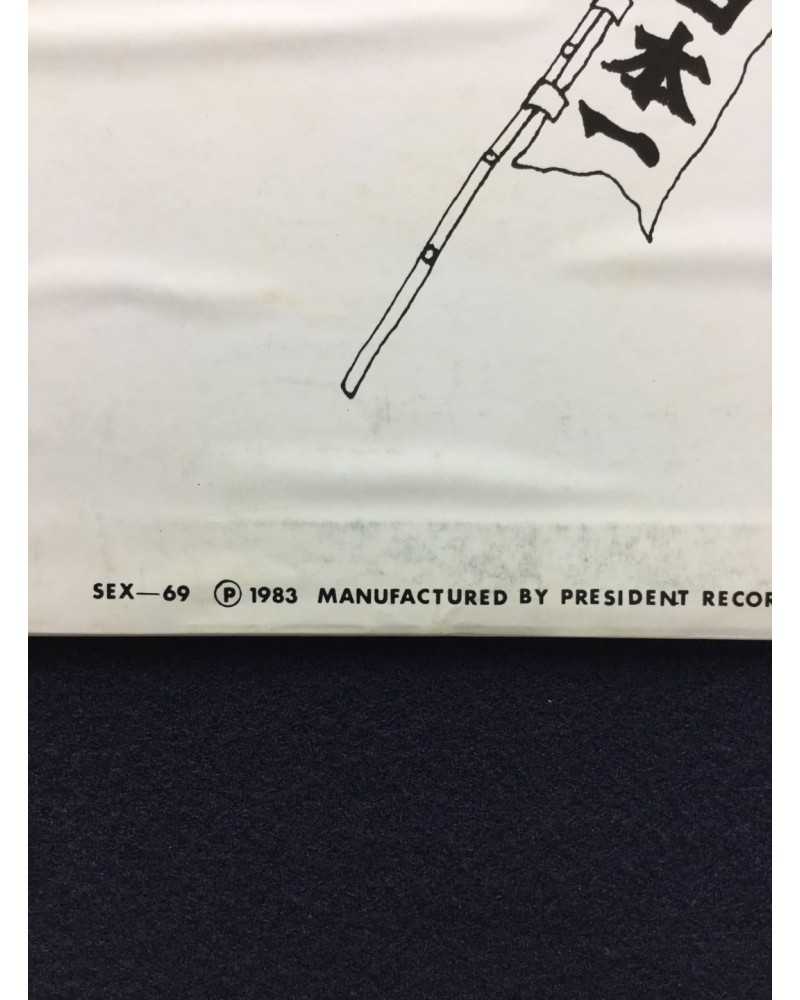 本一
SEX—69 Ⓟ 1983 MANUFACTURED BY PRESIDENT RECOR